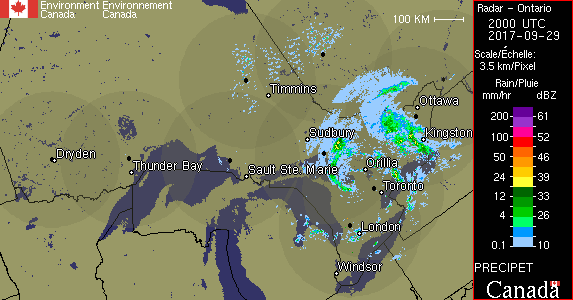 Environment Environnement
Canada Canada
100 KM
Timmins
Ottawa
Sudbury
Kingston
Dryden
Thunder Bay
Sault Ste. Marie
Orillia
Toronto
London
Windsor
Radar - Ontario
2000 UTC
2017-09-29
Scale/Échelle:
3.5 km/Pixel
Rain/Pluie
mm/hr dBZ
200 61
100 52
50 46
24 39
12 33
4 26
0.1 10
PRECIPET
Canada